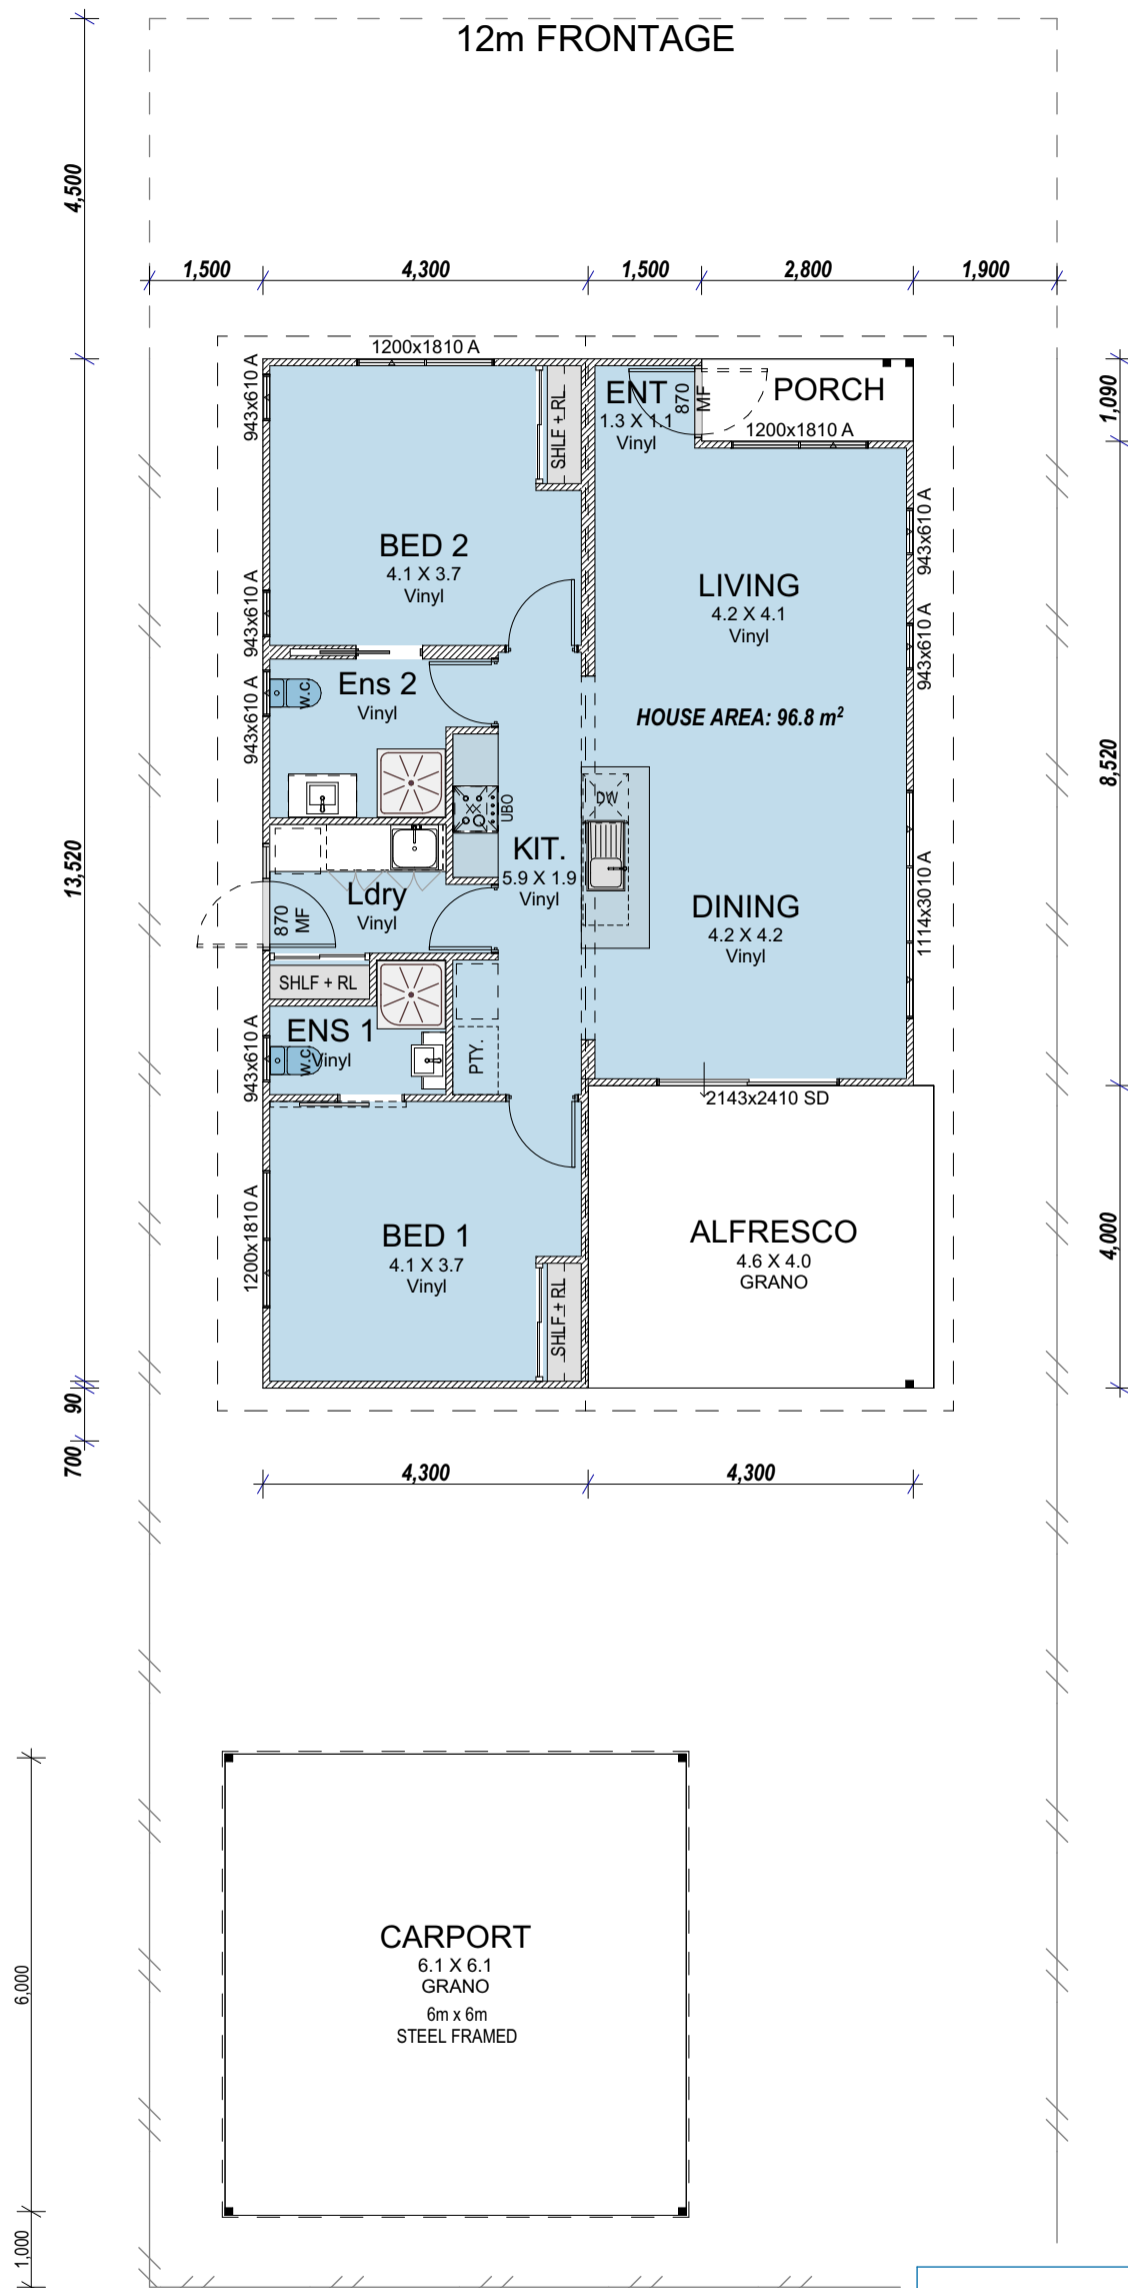 12m FRONTAGE
4,500
1,500
4,300
1,500
2,800
1,900
1200x1810 A
943x610 A
SHLF + RL
ENT
1.3 X 1.1
Vinyl
870
MF
PORCH
1200x1810 A
1,090
BED 2
4.1 X 3.7
Vinyl
943x610 A
LIVING
4.2 X 4.1
Vinyl
943x610 A
943x610 A
Ens 2
Vinyl
W.C.
943x610 A
HOUSE AREA: 96.8 m²
8,520
13,520
UBO
DW
KIT.
5.9 X 1.9
Vinyl
Ldry
Vinyl
870
MF
DINING
4.2 X 4.2
Vinyl
1114x3010 A
SHLF + RL
ENS 1
Vinyl
W.C.
943x610 A
PTY.
2143x2410 SD
BED 1
4.1 X 3.7
Vinyl
1200x1810 A
SHLF + RL
ALFRESCO
4.6 X 4.0
GRANO
4,000
90
700
4,300
4,300
CARPORT
6.1 X 6.1
GRANO
6m x 6m
STEEL FRAMED
6,000
1,000